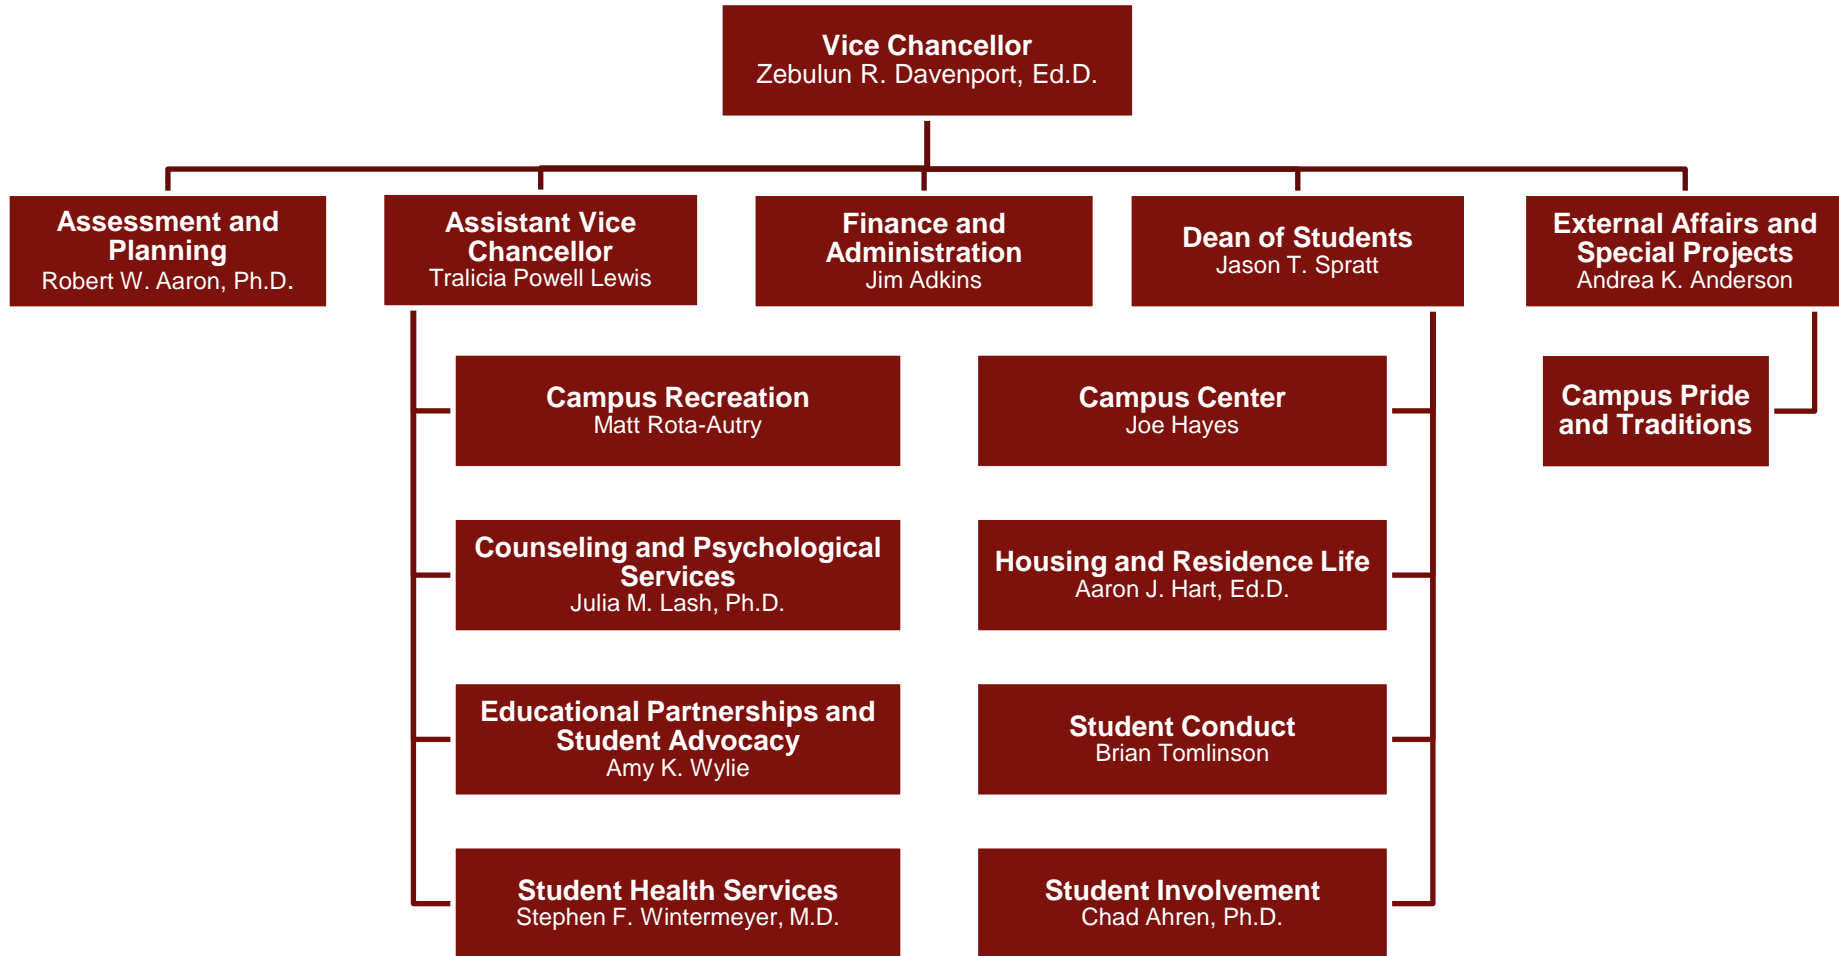 Vice Chancellor
Zebulun R. Davenport, Ed.D.
Assessment and
Planning
Robert W. Aaron, Ph.D.
Assistant Vice
Chancellor
Tralicia Powell Lewis
Finance and
Administration
Jim Adkins
Dean of Students
Jason T. Spratt
External Affairs and
Special Projects
Andrea K. Anderson
Campus Recreation
Matt Rota-Autry
Campus Center
Joe Hayes
Campus Pride
and Traditions
Counseling and Psychological
Services
Julia M. Lash, Ph.D.
Housing and Residence Life
Aaron J. Hart, Ed.D.
Educational Partnerships and
Student Advocacy
Amy K. Wylie
Student Conduct
Brian Tomlinson
Student Health Services
Stephen F. Wintermeyer, M.D.
Student Involvement
Chad Ahren, Ph.D.